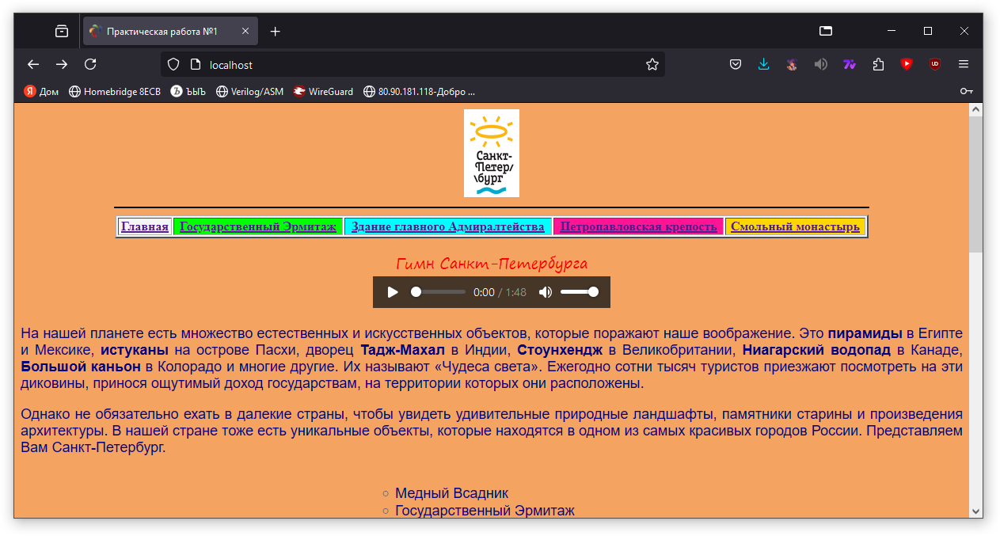 Практическая работа №1
localhost
Я Дом Homebridge 8ECB Ъ ЪЫЪ Verilog/ASM WireGuard 80.90.181.118-Добро ...
Санкт-
Петер/
\бург
Главная Государственный Эрмитаж Здание главного Адмиралтейства Петропавловская крепость Смольный монастырь
Гимн Санкт-Петербурга
0:00 / 1:48
На нашей планете есть множество естественных и искусственных объектов, которые поражают наше воображение. Это пирамиды в Египте
и Мексике, истуканы на острове Пасхи, дворец Тадж-Махал в Индии, Стоунхендж в Великобритании, Ниагарский водопад в Канаде,
Большой каньон в Колорадо и многие другие. Их называют «Чудеса света». Ежегодно сотни тысяч туристов приезжают посмотреть на эти
диковины, принося ощутимый доход государствам, на территории которых они расположены.
Однако не обязательно ехать в далекие страны, чтобы увидеть удивительные природные ландшафты, памятники старины и произведения
архитектуры. В нашей стране тоже есть уникальные объекты, которые находятся в одном из самых красивых городов России. Представляем
Вам Санкт-Петербург.
Медный Всадник
Государственный Эрмитаж